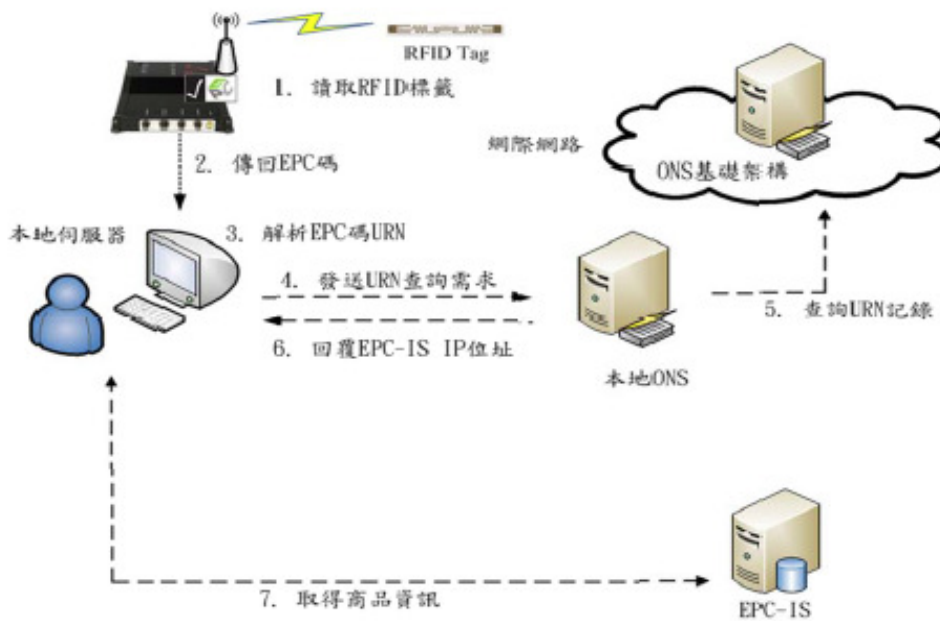 RFID Tag
1. 讀取RFID標籤
網際網路
ONS基礎架構
2. 傳回EPC碼
本地伺服器
3. 解析EPC碼URN
4. 發送URN查詢需求
5. 查詢URN記錄
6. 回覆EPC-IS IP位址
本地ONS
7. 取得商品資訊
EPC-IS